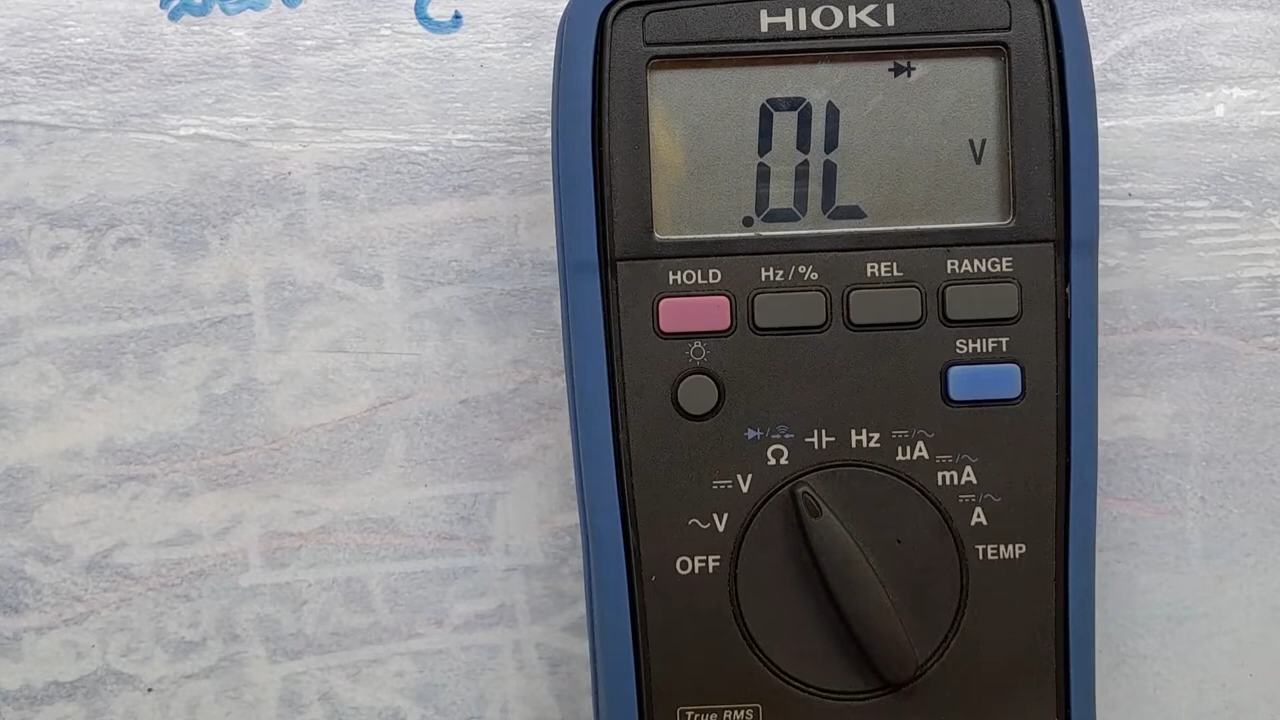 HIOKI
.0L
V
HOLD Hz/% REL RANGE
SHIFT
Ω Hz μA mA A TEMP
V
~V
OFF
True RMS